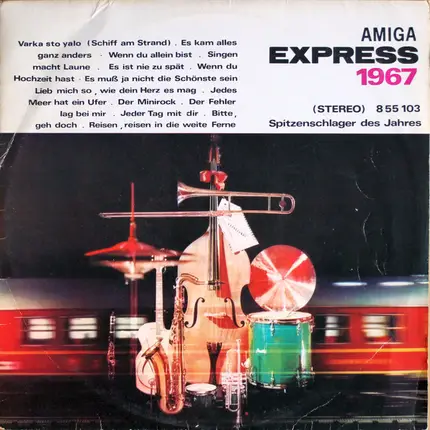 Varka sto yalo (Schiff am Strand) . Es kam alles
ganz anders · Wenn du allein bist . Singen
macht Laune . Es ist nie zu spät . Wenn du
Hochzeit hast · Es muß ja nicht die Schönste sein
Lieb mich so, wie dein Herz es mag . Jedes
Meer hat ein Ufer . Der Minirock . Der Fehler
lag bei mir . Jeder Tag mit dir . Bitte,
geh doch . Reisen, reisen in die weite Ferne
AMIGA
EXPRESS
1967
(STEREO) 8 55 103
Spitzenschlager des Jahres